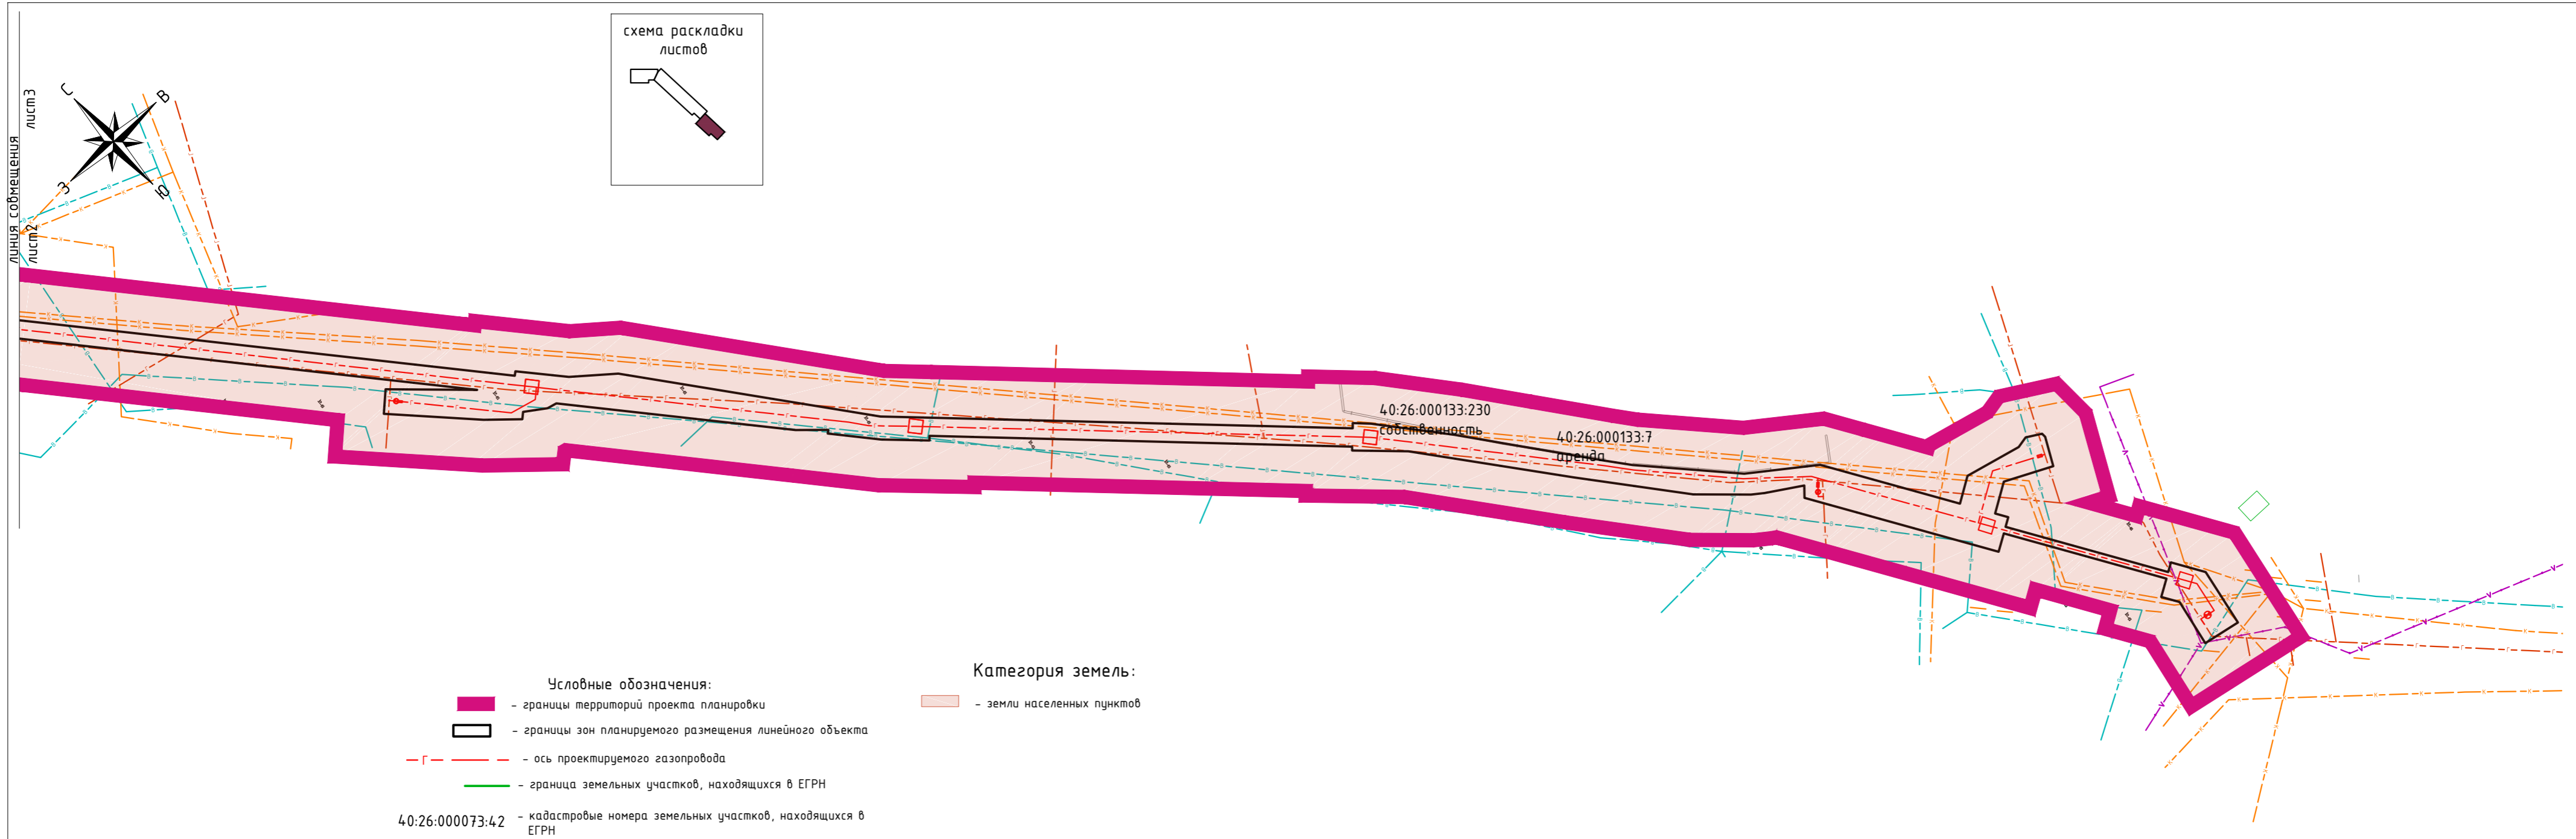 схема раскладки
листов
линия совмещения
лист3
лист2
С
В
З
Ю
40:26:000133:230
собственность
40:26:000133:7
аренда
Условные обозначения:
- границы территорий проекта планировки
- границы зон планируемого размещения линейного объекта
Г - ось проектируемого газопровода
- граница земельных участков, находящихся в ЕГРН
40:26:000073:42 - кадастровые номера земельных участков, находящихся в
ЕГРН
Категория земель:
- земли населенных пунктов